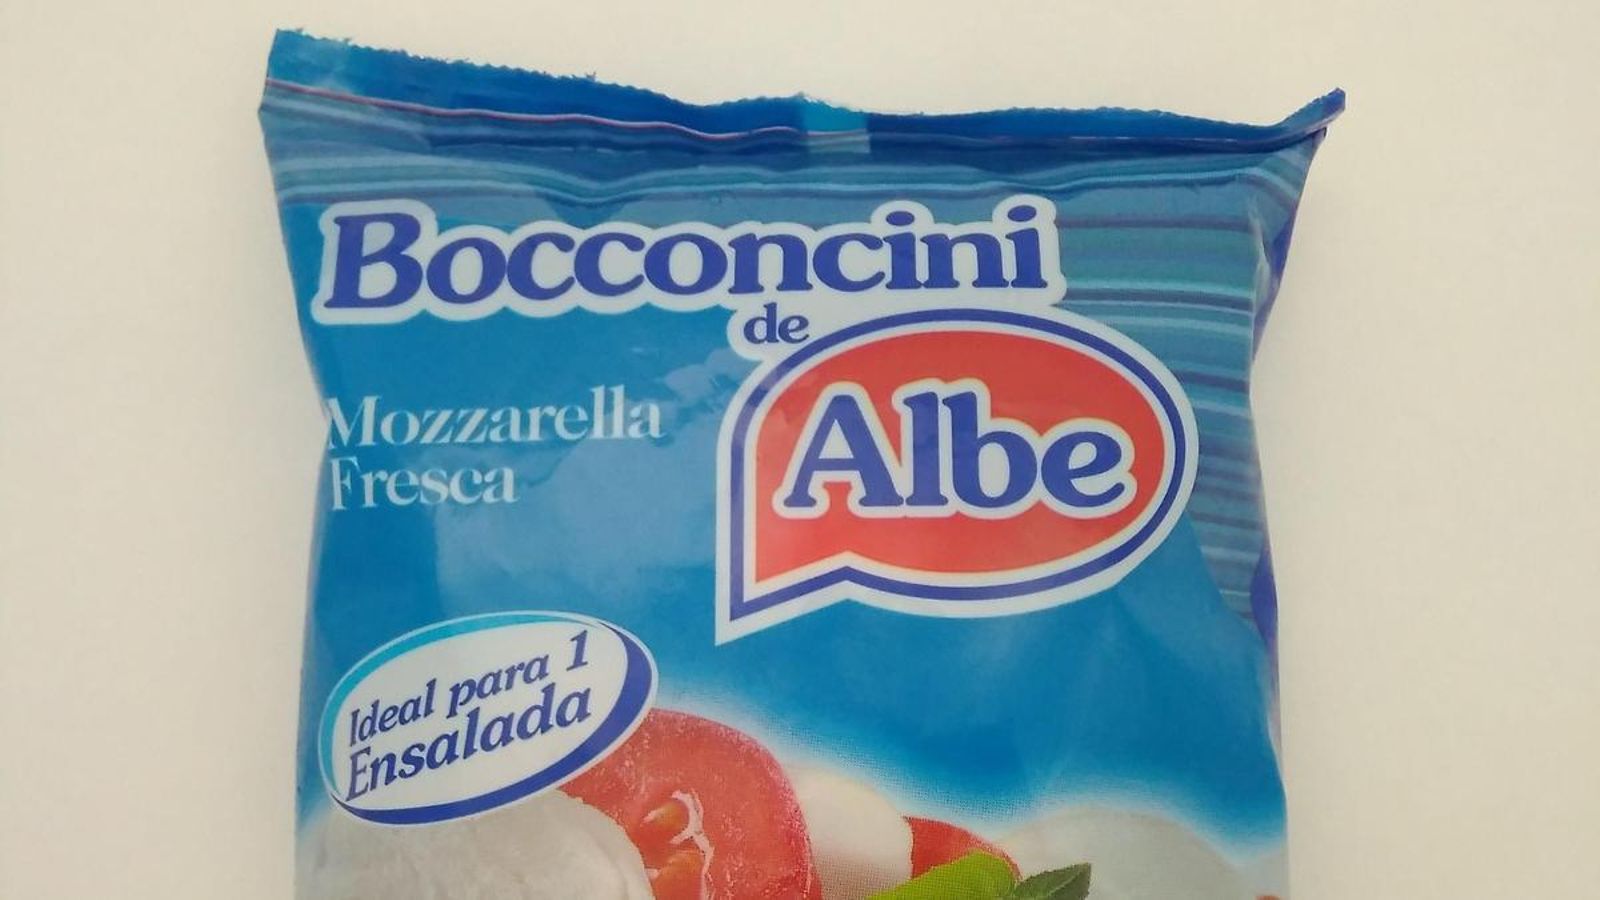 Bocconcini
de
Albe
Mozzarella
Fresca
Ideal para 1
Ensalada